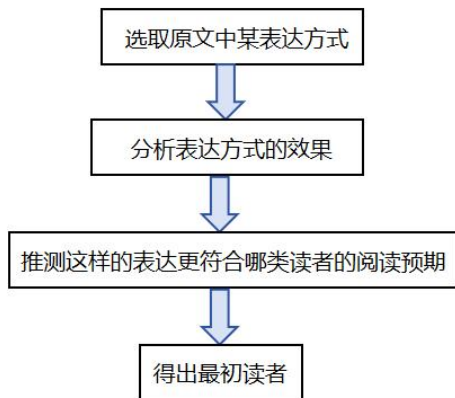 选取原文中某表达方式
分析表达方式的效果
推测这样的表达更符合哪类读者的阅读预期
得出最初读者